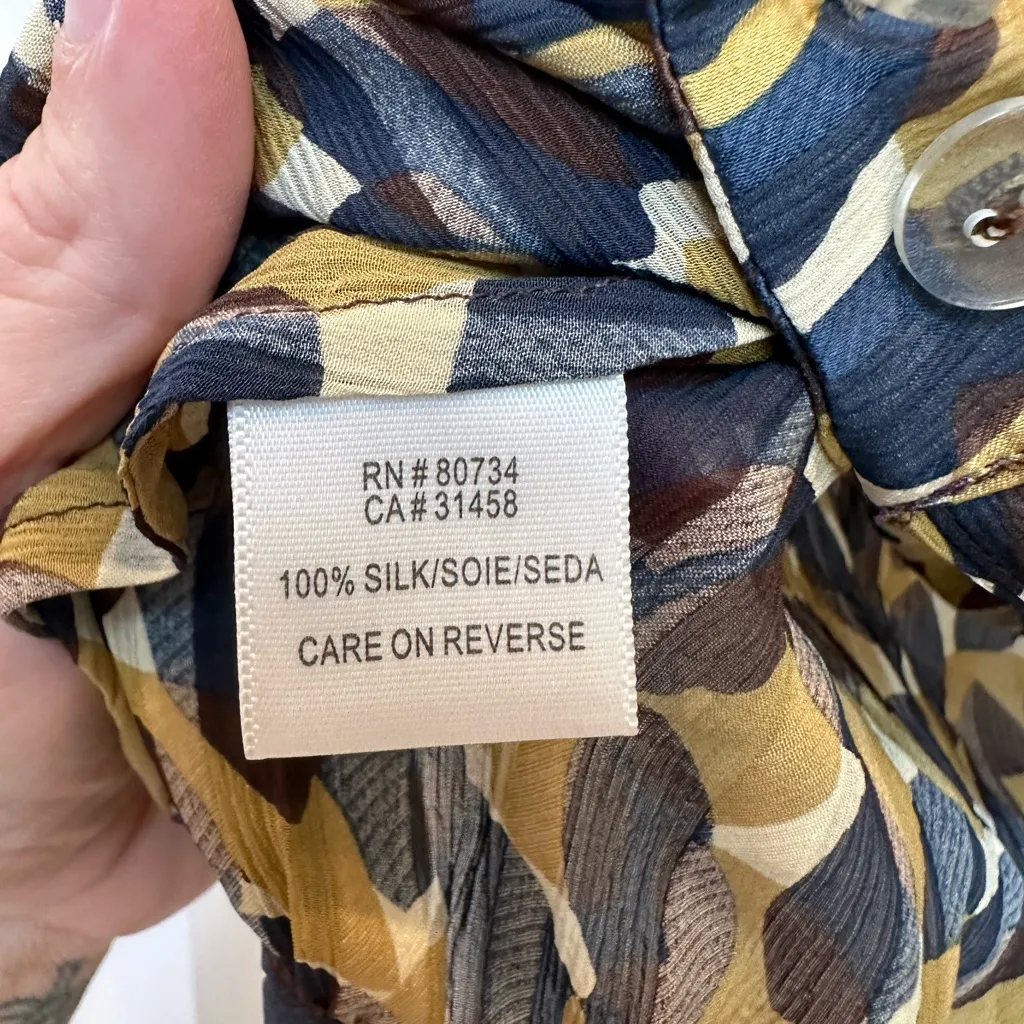 RN # 80734
CA# 31458
100% SILK/SOIE/SEDA
CARE ON REVERSE